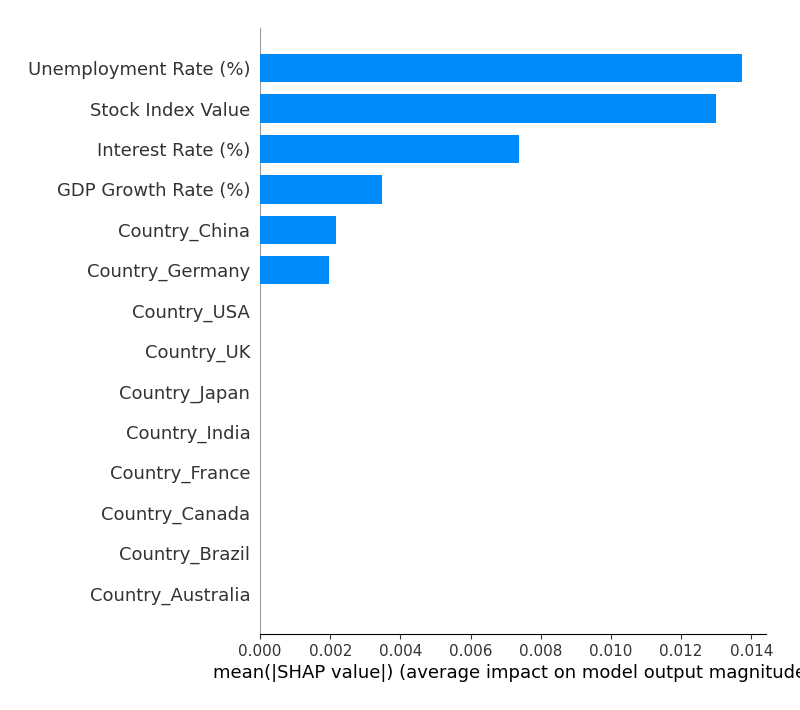 Unemployment Rate (%)
Stock Index Value
Interest Rate (%)
GDP Growth Rate (%)
Country_China
Country_Germany
Country_USA
Country_UK
Country_Japan
Country_India
Country_France
Country_Canada
Country_Brazil
Country_Australia
0.000 0.002 0.004 0.006 0.008 0.010 0.012 0.014
mean(|SHAP value|) (average impact on model output magnitude